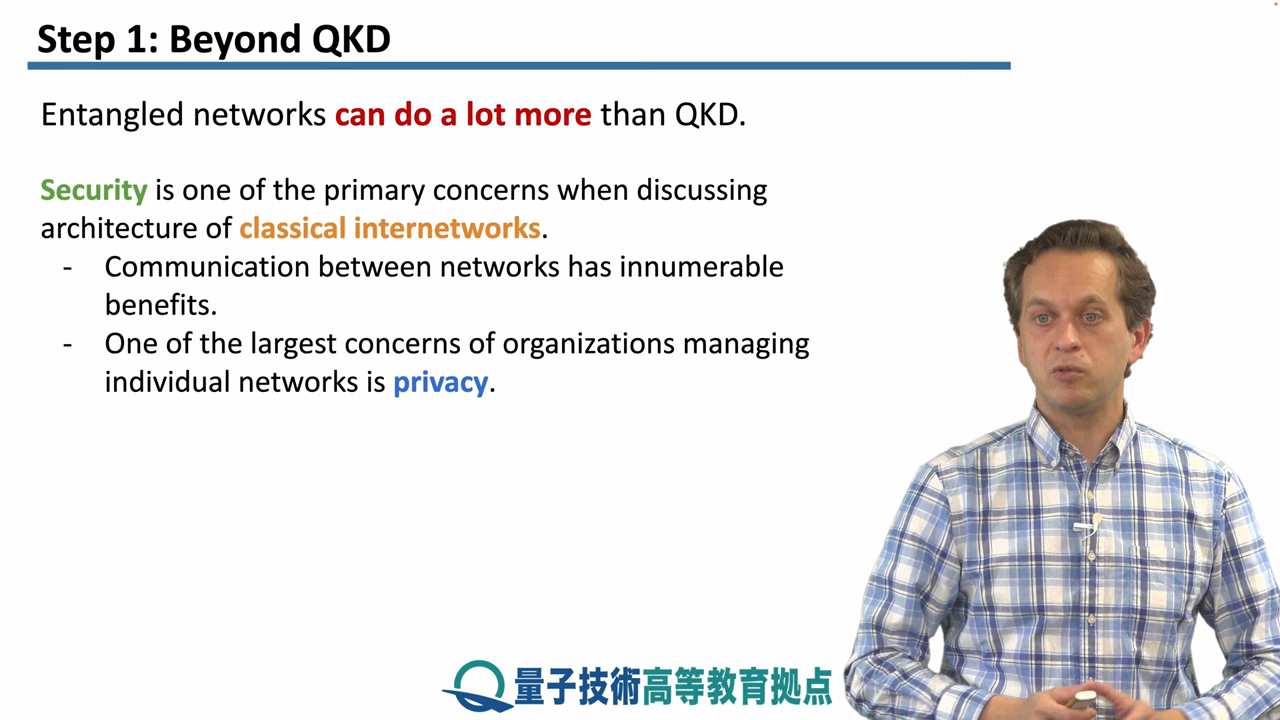 Step 1: Beyond QKD
Entangled networks can do a lot more than QKD.
Security is one of the primary concerns when discussing
architecture of classical internetworks.
- Communication between networks has innumerable
benefits.
- One of the largest concerns of organizations managing
individual networks is privacy.
量子技術高等教育拠点